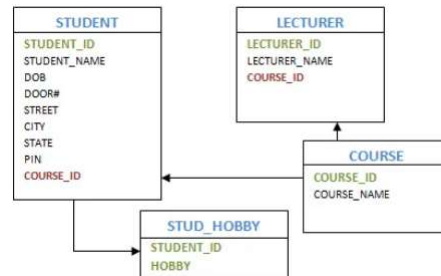 STUDENT
STUDENT_ID
STUDENT_NAME
DOB
DOOR#
STREET
CITY
STATE
PIN
COURSE_ID
LECTURER
LECTURER_ID
LECTURER_NAME
COURSE_ID
COURSE
COURSE_ID
COURSE_NAME
STUD_HOBBY
STUDENT_ID
HOBBY